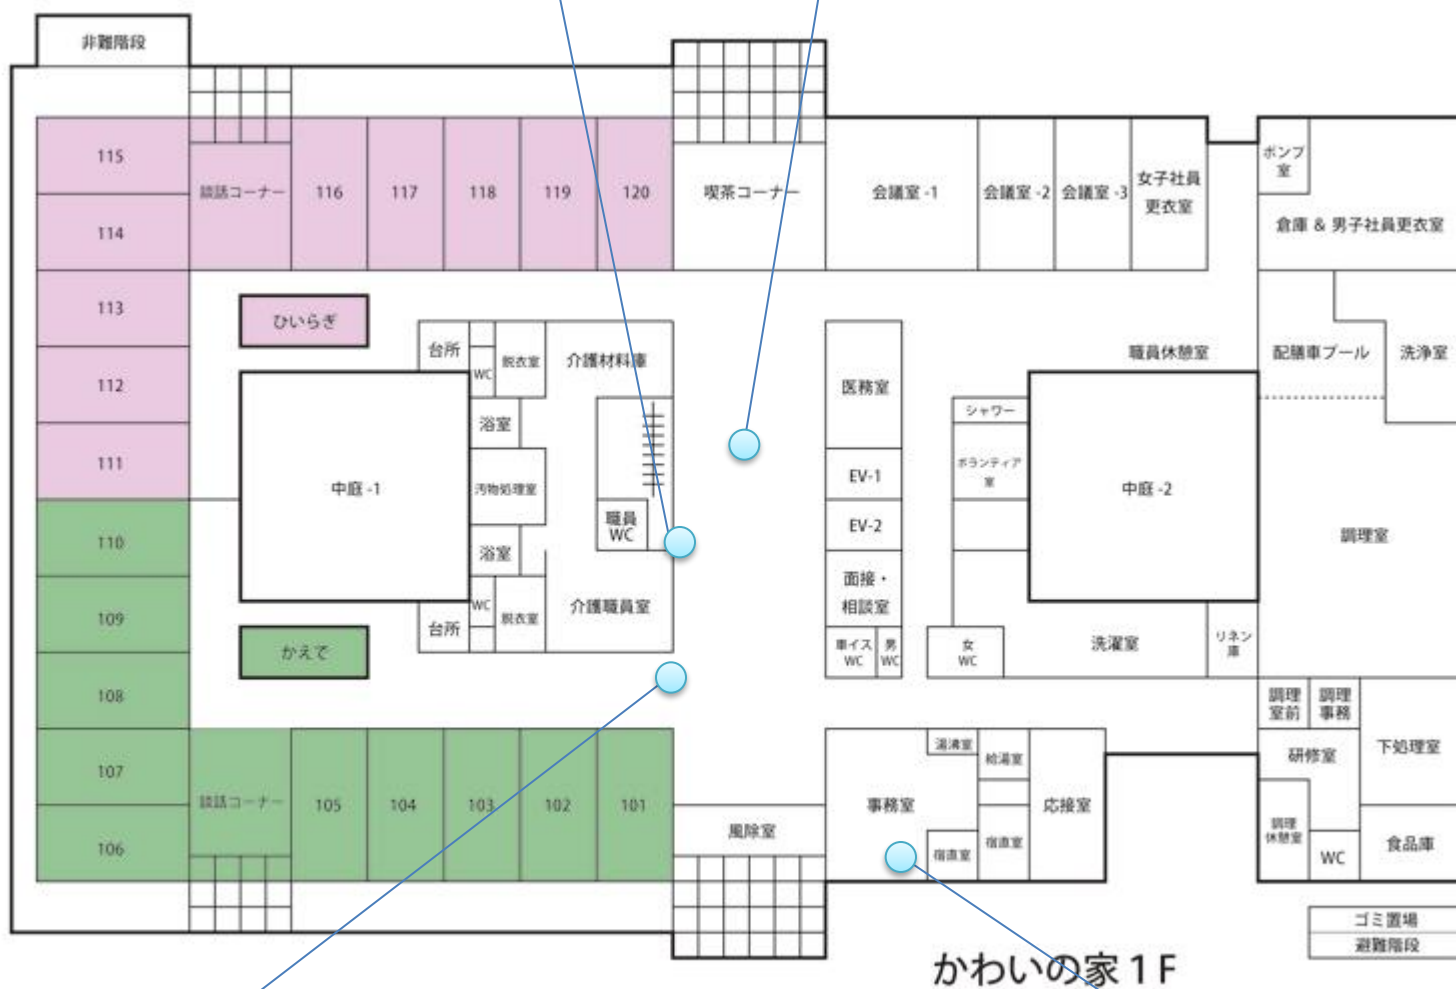 非難階段
115
談話コーナー
116
117
118
119
120
喫茶コーナー
会議室 -1
会議室 -2
会議室 -3
女子社員
更衣室
ポンプ
室
倉庫 & 男子社員更衣室
114
113
112
111
110
109
108
107
106
ひいらぎ
中庭 -1
かえで
台所
WC
脱衣室
介護材料庫
浴室
汚物処理室
職員
WC
浴室
台所
WC
脱衣室
介護職員室
医務室
EV-1
EV-2
面接・
相談室
車イス
WC
男
WC
職員休憩室
シャワー
ボランティア
室
中庭 -2
女
WC
洗濯室
リネン
庫
配膳車プール
洗浄室
調理室
調理
室前
調理
事務
下処理室
研修室
調理
休憩室
WC
食品庫
談話コーナー
105
104
103
102
101
風除室
事務室
湯沸室
給湯室
宿直室
宿直室
応接室
ゴミ置場
避難階段
かわいの家 1 F